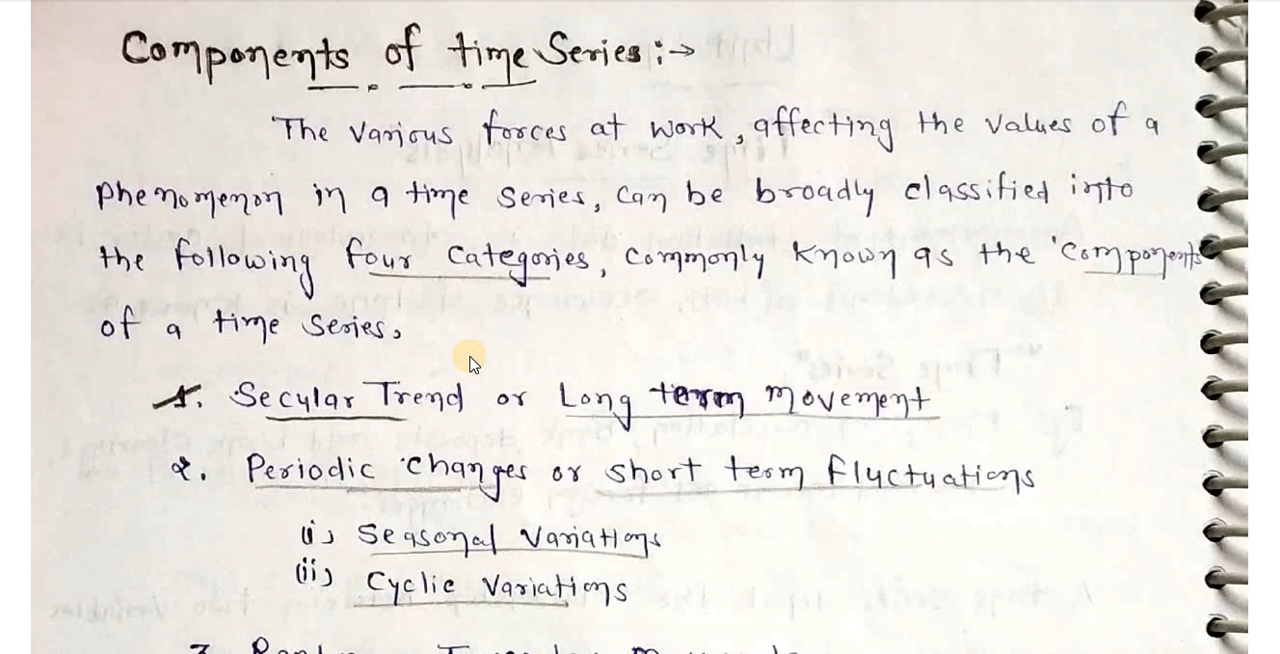 Components of time Series:→
The various forces at work, affecting the values of a
phenomenon in a time series, can be broadly classified into
the following four categories, commonly known as the 'components
of a time series,
1. Secular Trend or Long term movement
2. Periodic changes or short term fluctuations
(i) Seasonal Variations
(ii) Cyclic Variations
3.